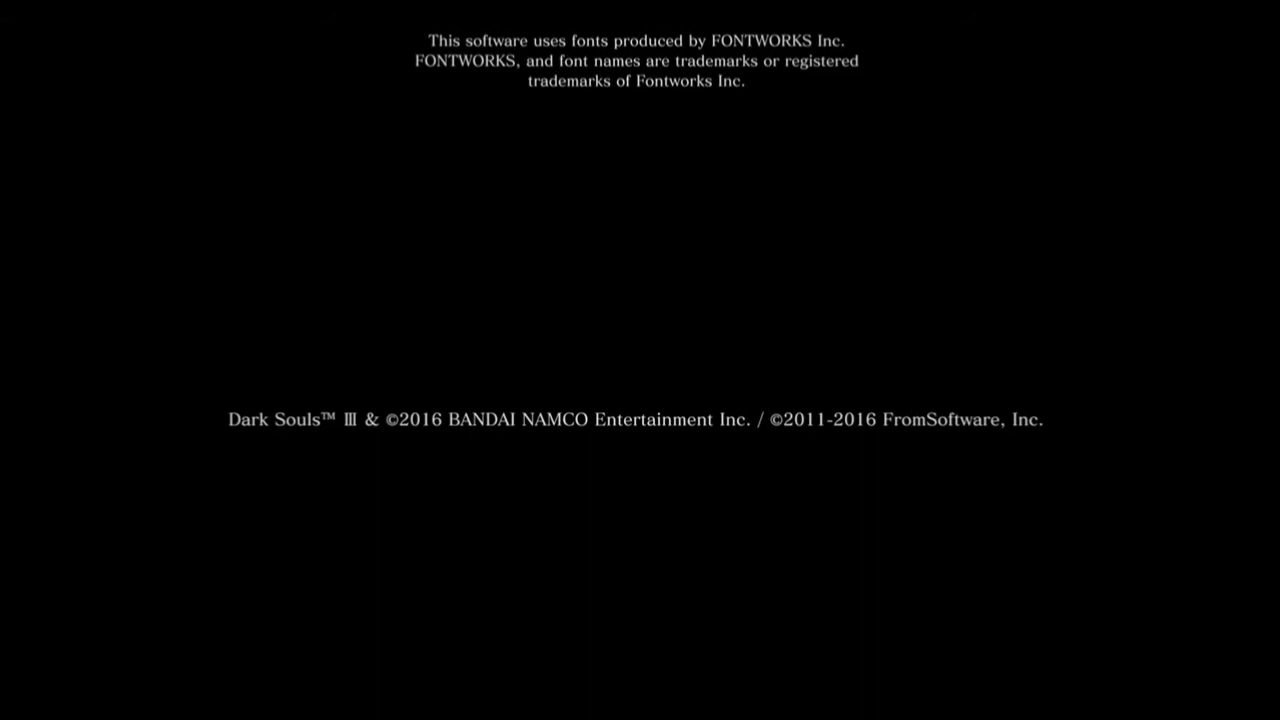 This software uses fonts produced by FONTWORKS Inc.
FONTWORKS, and font names are trademarks or registered
trademarks of Fontworks Inc.
Dark Souls™ Ⅲ & ©2016 BANDAI NAMCO Entertainment Inc. / ©2011-2016 FromSoftware, Inc.